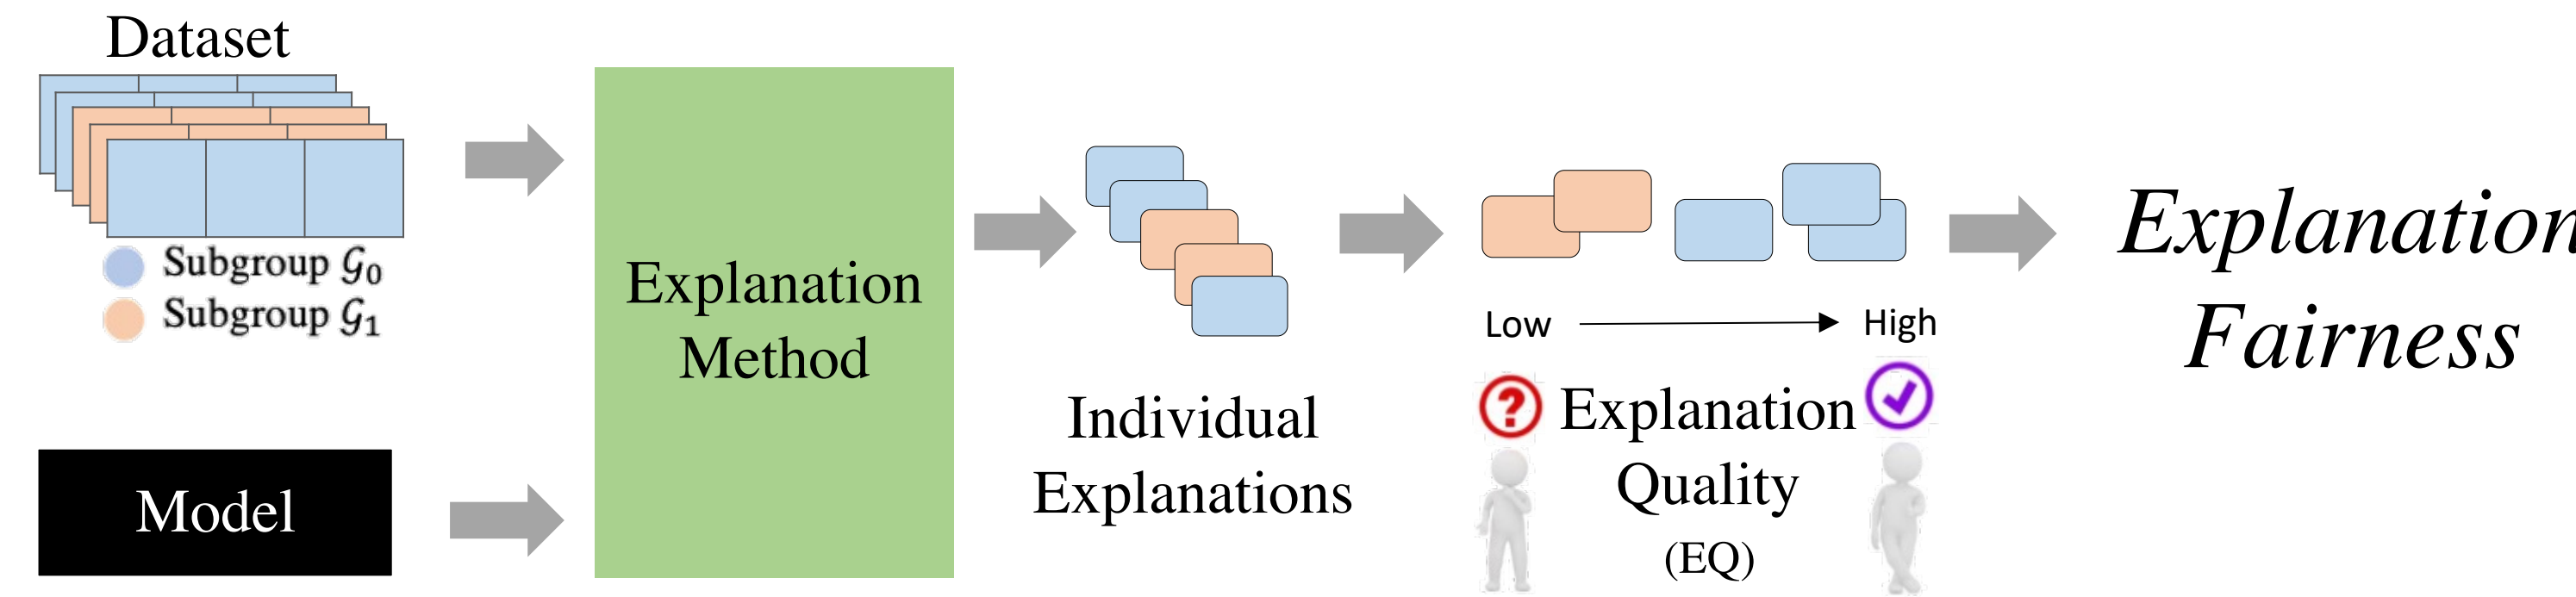 Dataset
Subgroup 𝒢0
Subgroup 𝒢1
Model
Explanation
Method
Individual
Explanations
Low
High
?
Explanation
Quality
(EQ)
Explanation
Fairness